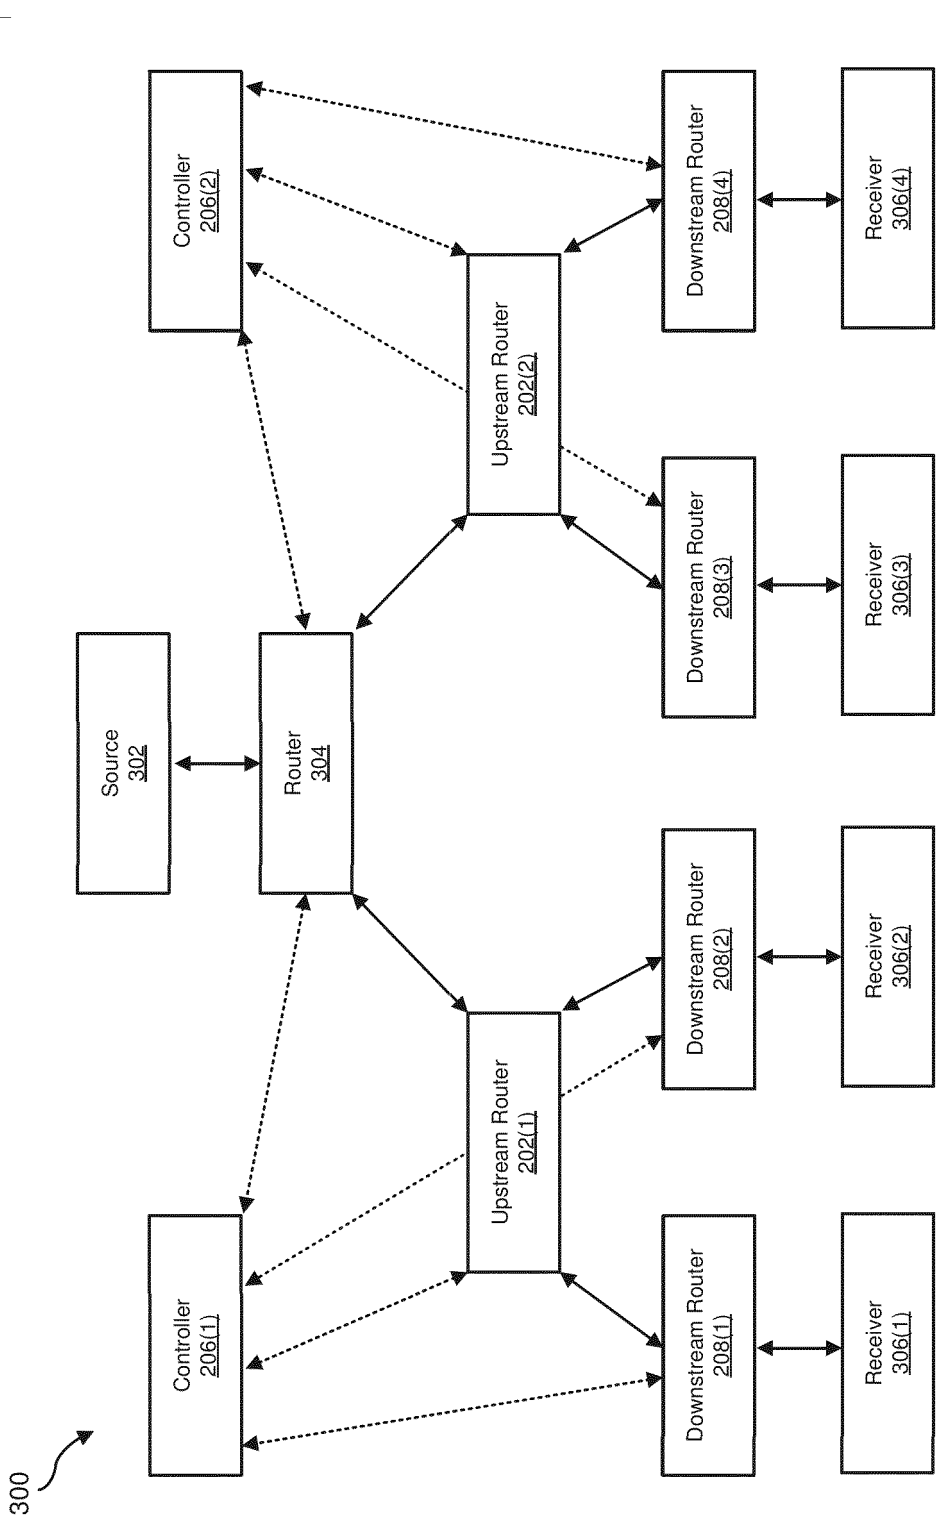 300
Source
302
Controller
206(1)
Controller
206(2)
Router
304
Upstream Router
202(1)
Upstream Router
202(2)
Downstream Router
208(1)
Downstream Router
208(2)
Downstream Router
208(3)
Downstream Router
208(4)
Receiver
306(1)
Receiver
306(2)
Receiver
306(3)
Receiver
306(4)